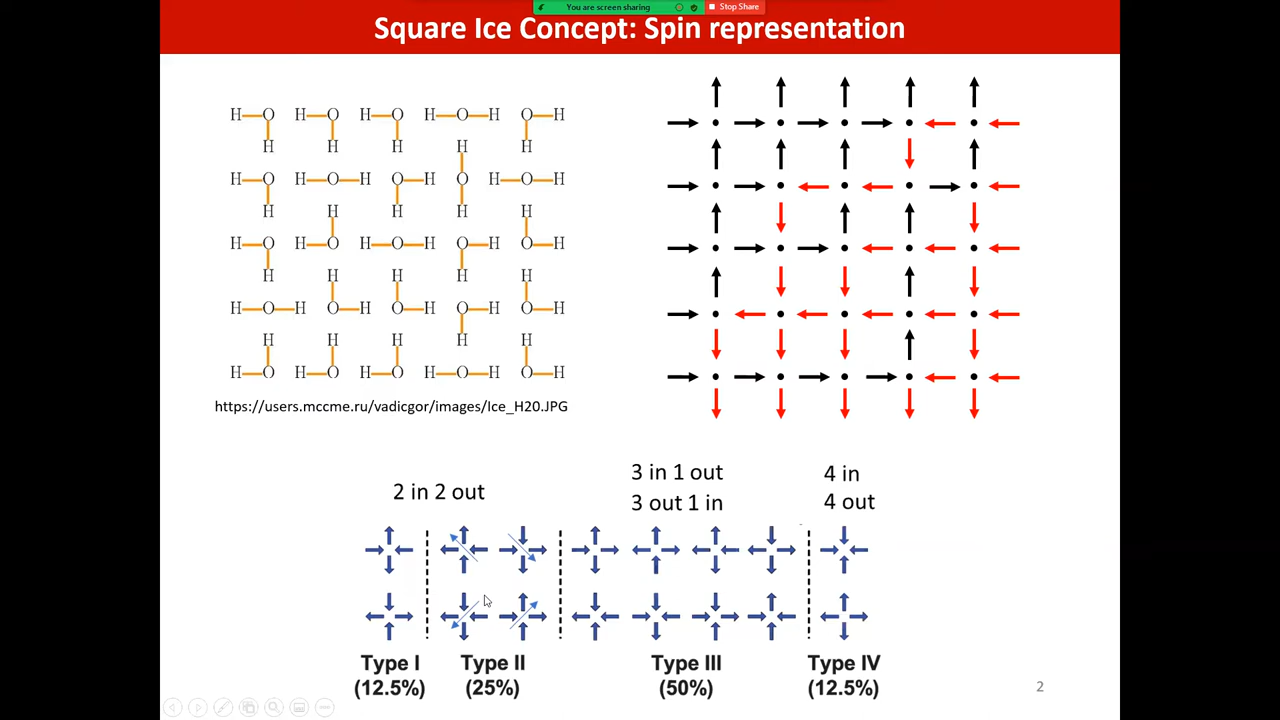 You are screen sharing
Stop Share
Square Ice Concept: Spin representation
H O H O H O H O H O H
H H H H H
H O H O H O H O H O H
H H H H H
H O H O H O H O H O H
H H H H H
H O H O H O H O H O H
H H H H H
H O H O H O H O H O H
https://users.mccme.ru/vadicgor/images/Ice_H20.JPG
2 in 2 out
3 in 1 out
3 out 1 in
4 in
4 out
Type I
(12.5%)
Type II
(25%)
Type III
(50%)
Type IV
(12.5%)
2